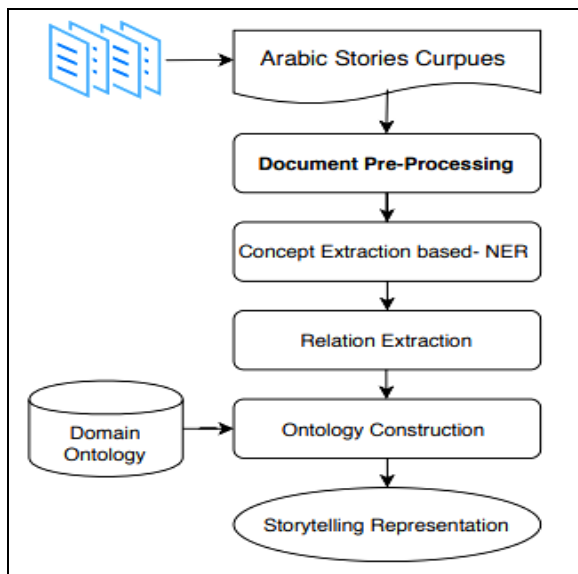 Arabic Stories Curpues
Document Pre-Processing
Concept Extraction based- NER
Relation Extraction
Domain
Ontology
Ontology Construction
Storytelling Representation